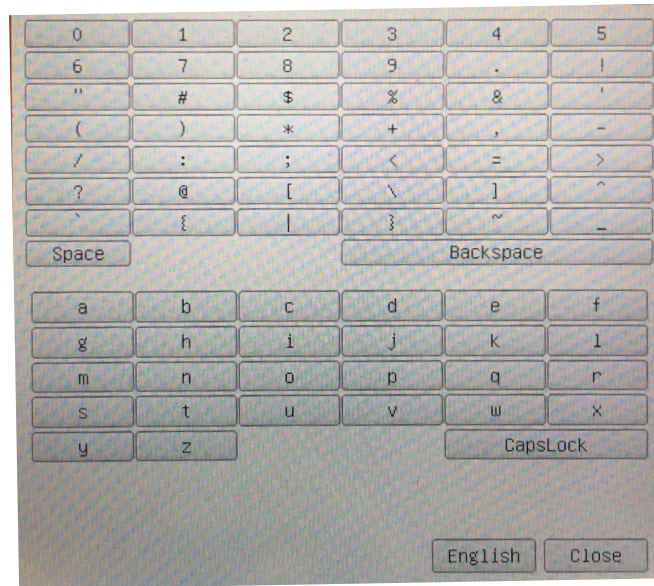 0 1 2 3 4 5
6 7 8 9 . !
" # $ % & '
( ) * + , -
/ : ; < = >
? @ [ \ ] ^
` { | } ~ _
Space Backspace
a b c d e f
g h i j k l
m n o p q r
s t u v w x
y z CapsLock
English Close